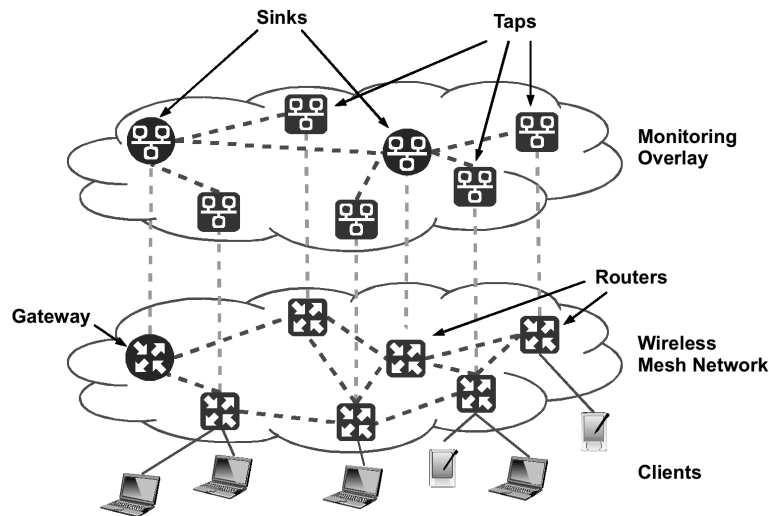 Sinks
Taps
Monitoring
Overlay
Routers
Gateway
Wireless
Mesh Network
Clients